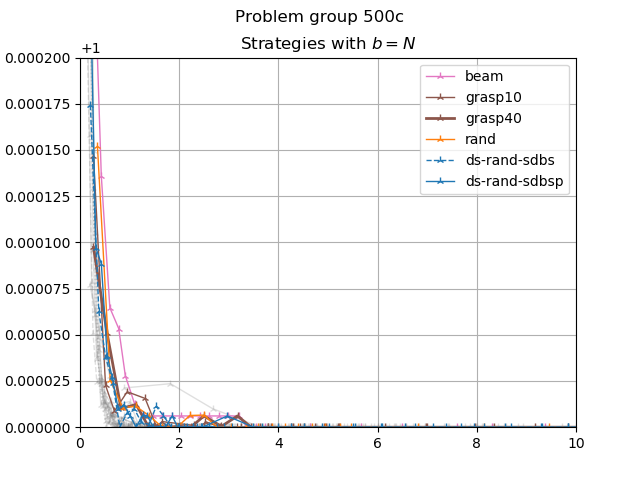 Problem group 500c
Strategies with b = N
+1
0.000200
0.000175
0.000150
0.000125
0.000100
0.000075
0.000050
0.000025
0.000000
0 2 4 6 8 10
beam
grasp10
grasp40
rand
ds-rand-sdbs
ds-rand-sdbsp